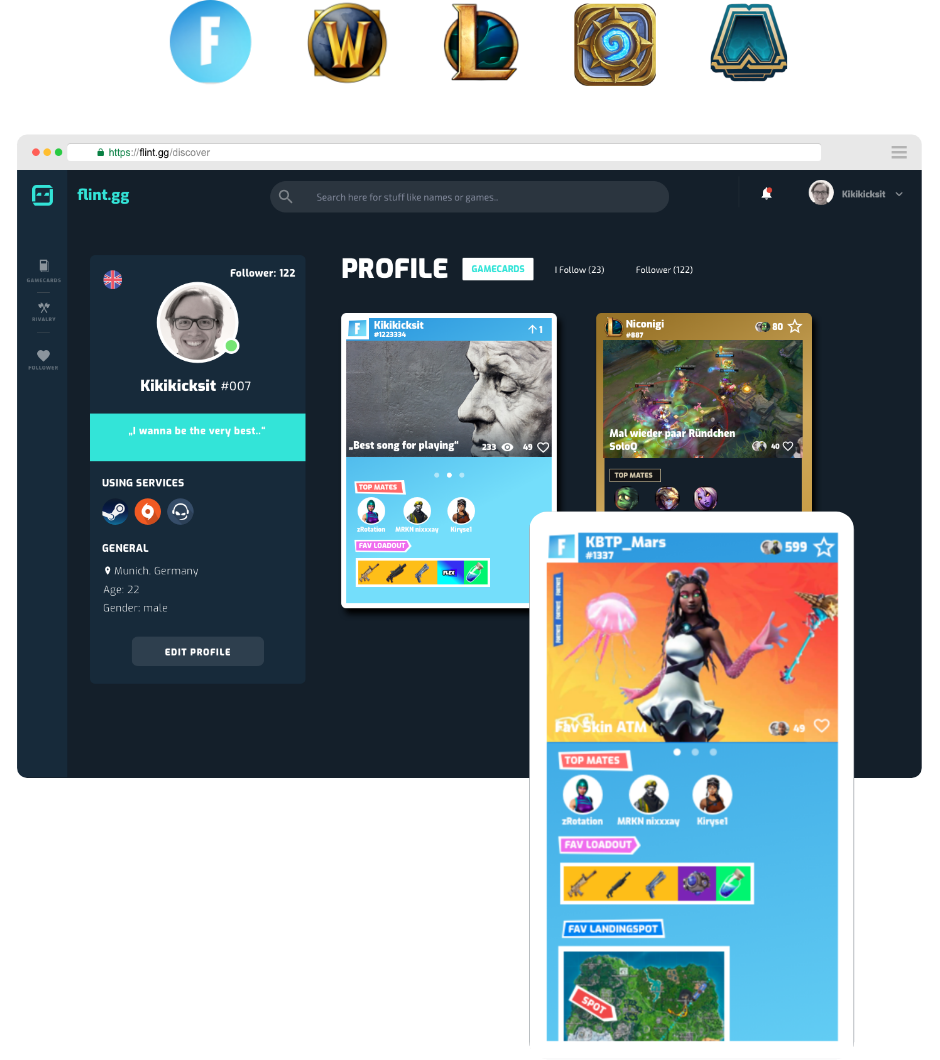 F
W
L
https://flint.gg/discover
flint.gg
Search here for stuff like names or games..
Kikikicksit
GAMECARDS
RIVALRY
FOLLOWER
Follower: 122
Kikikicksit #007
„I wanna be the very best.."
USING SERVICES
GENERAL
Munich, Germany
Age: 22
Gender: male
EDIT PROFILE
PROFILE
GAMECARDS
I Follow (23)
Follower (122)
F
Kikikicksit
#1223334
1
„Best song for playing"
233
49
TOP MATES
zRotation
MRKN nixxxay
Kiryse1
FAV LOADOUT
FLEX
Niconigi
#887
80
Mal wieder paar Ründchen
SoloQ
40
TOP MATES
F
KBTP_Mars
#1337
599
FORTNITE FORTNITE FORTNITE
Fav Skin ATM
49
TOP MATES
zRotation
MRKN nixxxay
Kiryse1
FAV LOADOUT
FAV LANDINGSPOT
SPOT